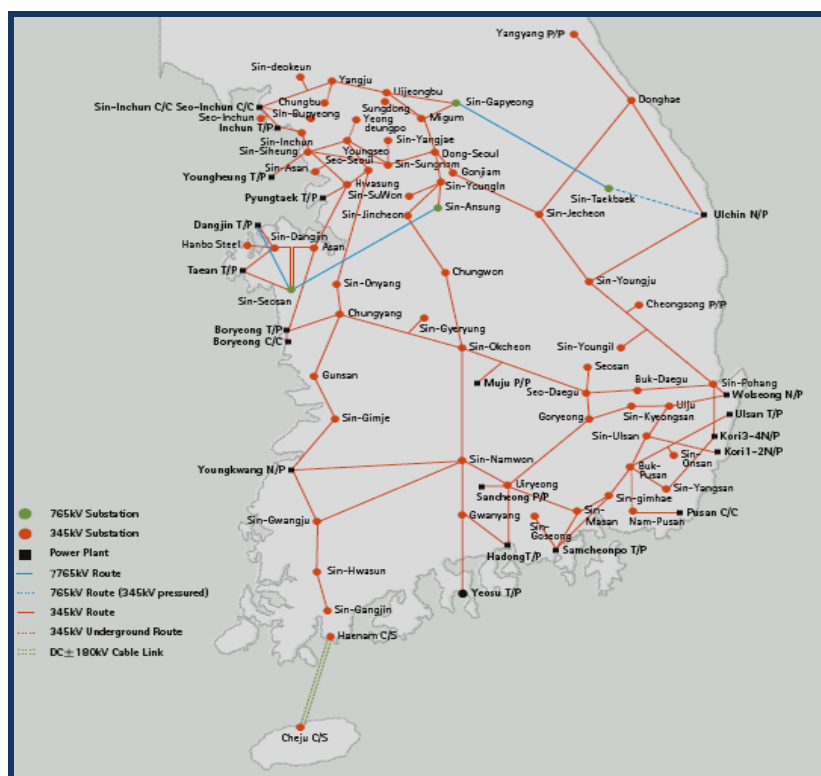 Yangyang P/P
Sin-deokeun
Yangju
Uijeongbu
Sin-Gapyeong
Donghae
Sin-Inchun C/C Seo-Inchun C/C
Chungbu
Sungdong
Seo-Inchun
Sin-Bupyeong
Yeong
deungpo
Migum
Inchun T/P
Sin-Inchun
Sin-Yangjae
Sin-Siheung
Youngseo
Dong-Seoul
Seo-Seoul
Sin-Sungnam
Gonjiam
Sin-Asan
Youngheung T/P
Hwasung
Sin-YoungIn
Sin-Taekbaek
Pyungtaek T/P
Sin-SuWon
Sin-Ansung
Sin-Jincheon
Sin-Jecheon
Ulchin N/P
Dangjin T/P
Sin-Dangjin
Hanbo Steel
Asan
Taean T/P
Chungwon
Sin-Onyang
Sin-Youngju
Sin-Seosan
Cheongsong P/P
Chungyang
Sin-Gyeryung
Boryeong T/P
Boryeong C/C
Sin-Okcheon
Sin-Youngil
Seosan
Gunsan
Muju P/P
Buk-Daegu
Sin-Pohang
Seo-Daegu
Wolseong N/P
Sin-Gimje
Goryeong
Sin-Kyeongsan
Ulju
Ulsan T/P
Sin-Ulsan
Kori3-4N/P
Kori1-2N/P
Sin-Namwon
Buk-
Pusan
Sin-
Onsan
Youngkwang N/P
Uiryeong
Sancheong P/P
Sin-Yangsan
Sin-gimhae
765kV Substation
345kV Substation
Power Plant
7765kV Route
765kV Route (345kV pressured)
345kV Route
345kV Underground Route
DC±180kV Cable Link
Sin-Gwangju
Gwanyang
Sin-
Goseong
Sin-
Masan
Nam-Pusan
Pusan C/C
HadongT/P
Samcheonpo T/P
Sin-Hwasun
Yeosu T/P
Sin-Gangjin
Haenam C/S
Cheju C/S